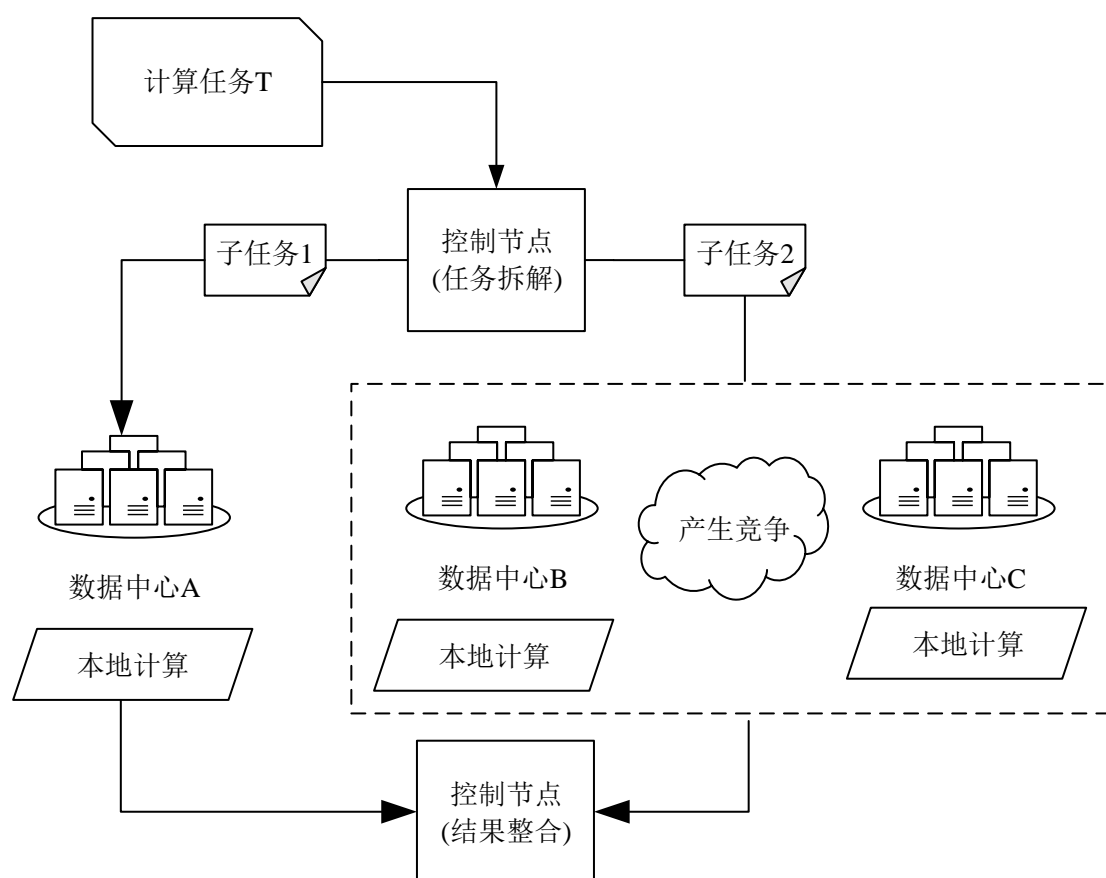 计算任务T
控制节点
(任务拆解)
子任务1
子任务2
产生竞争
数据中心A
数据中心B
数据中心C
本地计算
本地计算
本地计算
控制节点
(结果整合)